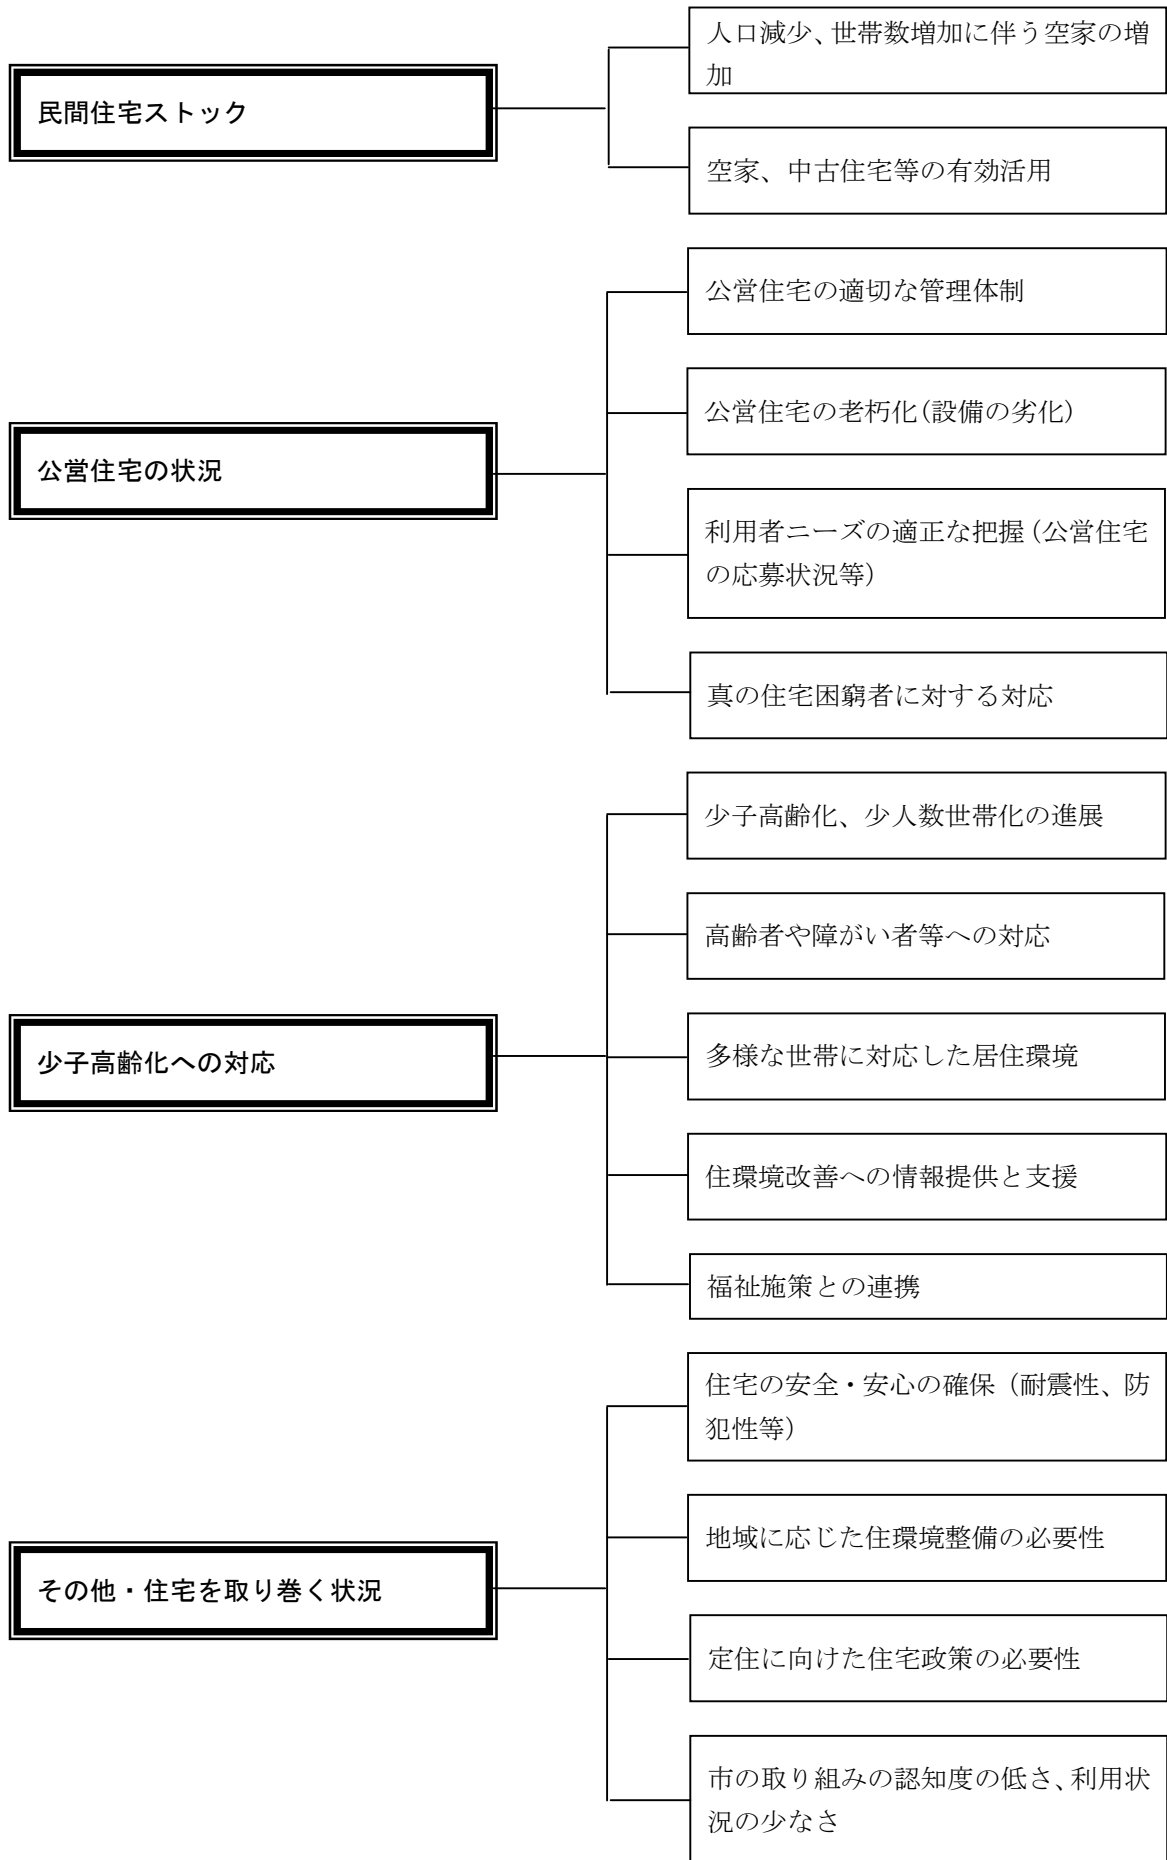 民間住宅ストック
人口減少、世帯数増加に伴う空家の増
加
空家、中古住宅等の有効活用
公営住宅の状況
公営住宅の適切な管理体制
公営住宅の老朽化(設備の劣化)
利用者ニーズの適正な把握(公営住宅
の応募状況等)
真の住宅困窮者に対する対応
少子高齢化への対応
少子高齢化、少人数世帯化の進展
高齢者や障がい者等への対応
多様な世帯に対応した居住環境
住環境改善への情報提供と支援
福祉施策との連携
その他・住宅を取り巻く状況
住宅の安全・安心の確保（耐震性、防
犯性等）
地域に応じた住環境整備の必要性
定住に向けた住宅政策の必要性
市の取り組みの認知度の低さ、利用状
況の少なさ